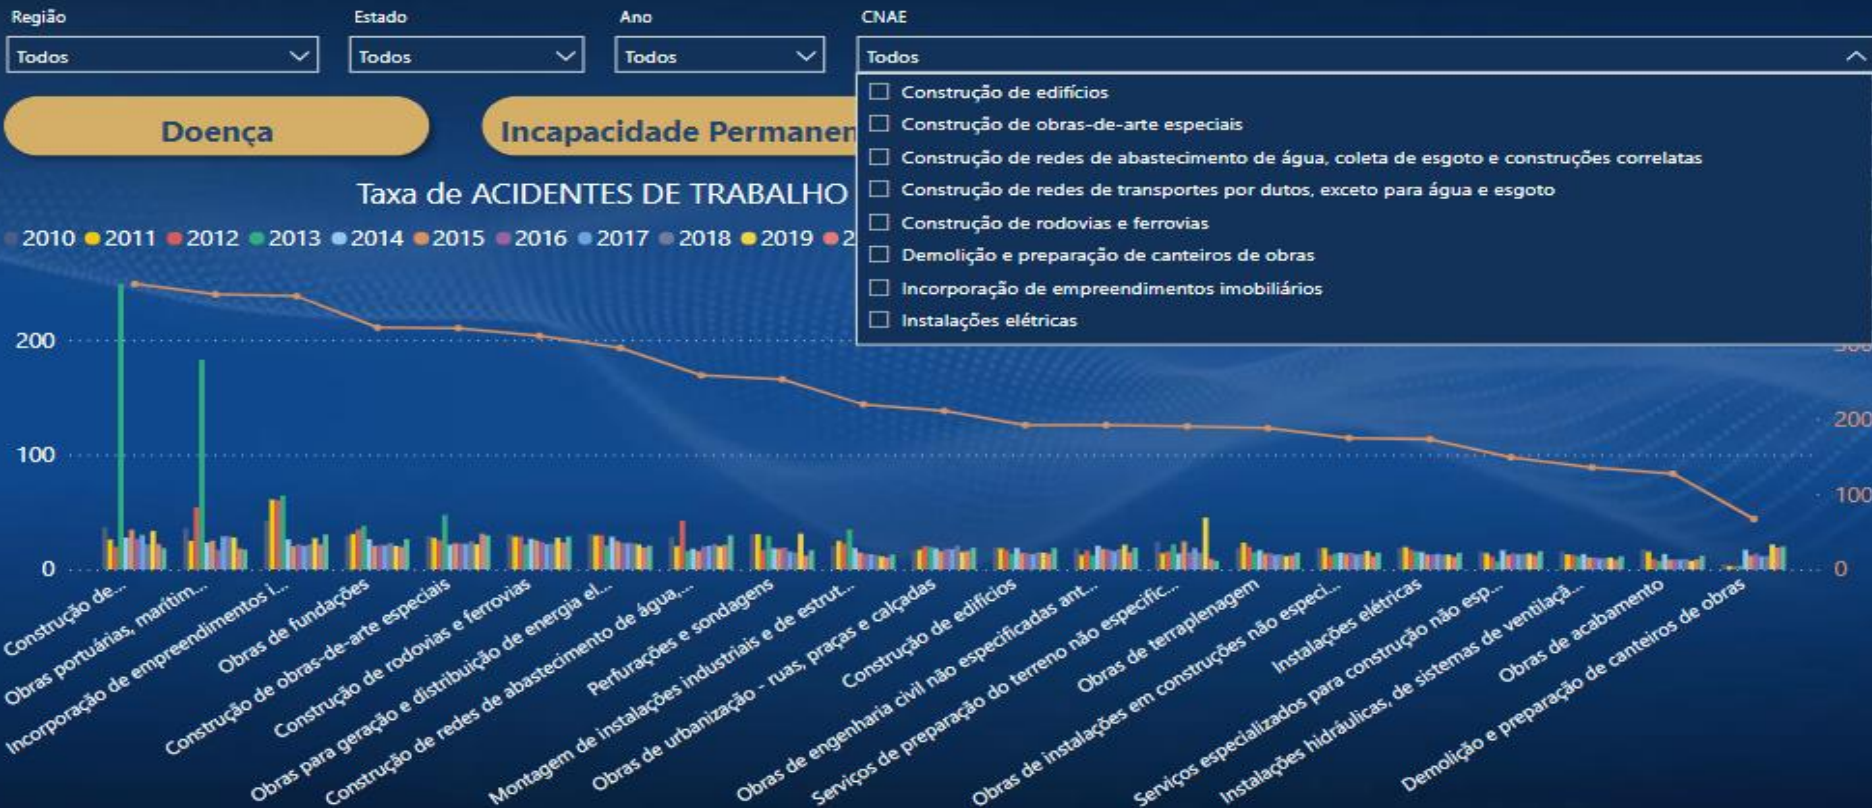 Região Estado Ano CNAE
Todos Todos Todos Todos
Construção de edifícios
Construção de obras-de-arte especiais
Construção de redes de abastecimento de água, coleta de esgoto e construções correlatas
Construção de redes de transportes por dutos, exceto para água e esgoto
Construção de rodovias e ferrovias
Demolição e preparação de canteiros de obras
Incorporação de empreendimentos imobiliários
Instalações elétricas
Doença Incapacidade Permanen
Taxa de ACIDENTES DE TRABALHO
2010 2011 2012 2013 2014 2015 2016 2017 2018 2019 2
200
100
0
200
100
0
Construção de...
Obras portuárias, marítim...
Incorporação de empreendimentos i...
Obras de fundações
Construção de obras-de-arte especiais
Construção de rodovias e ferrovias
Obras para geração e distribuição de energia el...
Construção de redes de abastecimento de água,...
Perfurações e sondagens
Montagem de instalações industriais e de estrut...
Obras de urbanização - ruas, praças e calçadas
Construção de edifícios
Obras de engenharia civil não especificadas ant...
Serviços de preparação do terreno não especific...
Obras de terraplenagem
Obras de instalações em construções não especi...
Instalações elétricas
Serviços especializados para construção não esp...
Instalações hidráulicas, de sistemas de ventilaçã...
Obras de acabamento
Demolição e preparação de canteiros de obras